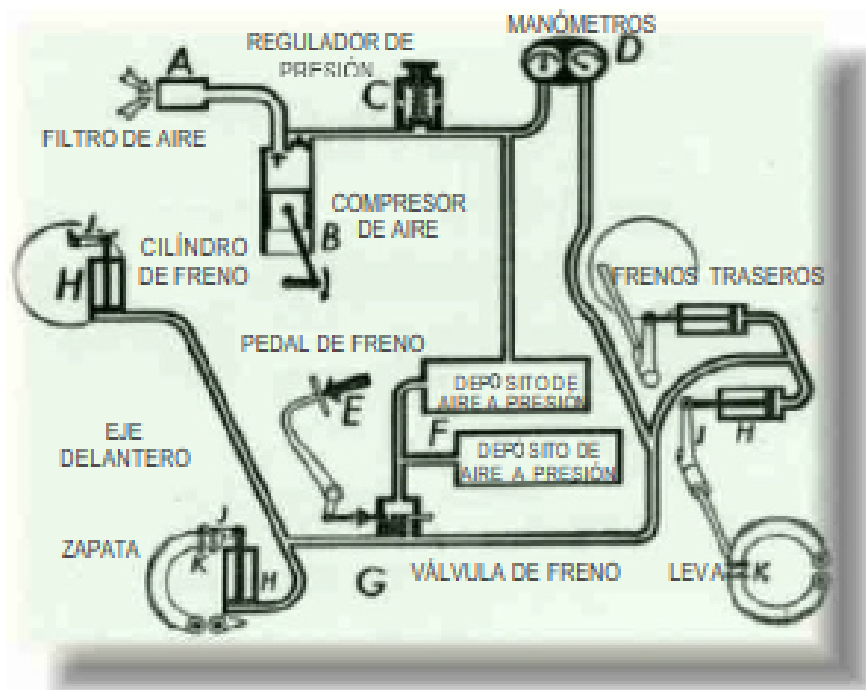 MANÓMETROS
D
REGULADOR DE
PRESIÓN
C
A
FILTRO DE AIRE
COMPRESOR
DE AIRE
B
J
CILÍNDRO
DE FRENO
H
FRENOS TRASEROS
PEDAL DE FRENO
E
DEPÓSITO DE
AIRE A PRESIÓN
F
DEPÓSITO DE
AIRE A PRESIÓN
H
J
EJE
DELANTERO
ZAPATA
J
K
H
G
VÁLVULA DE FRENO
LEVA
K